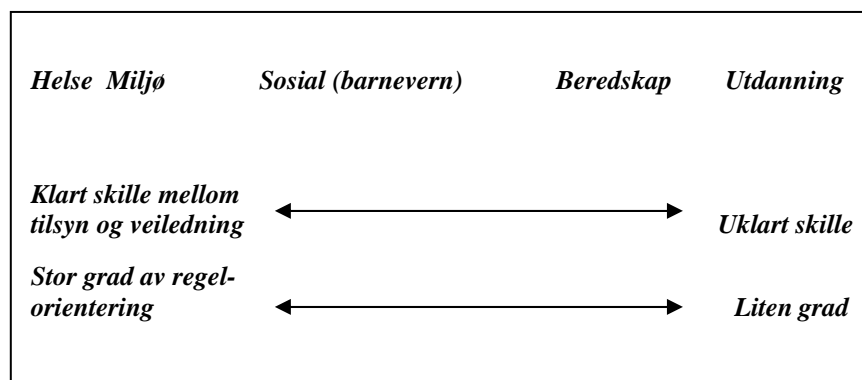 Helse Miljø Sosial (barnevern) Beredskap Utdanning
Klart skille mellom
tilsyn og veiledning
Uklart skille
Stor grad av regel-
orientering
Liten grad